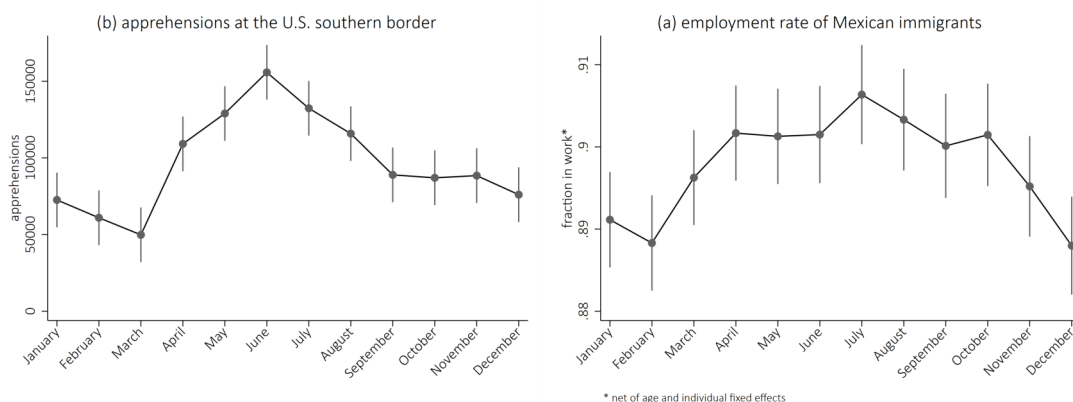 (b) apprehensions at the U.S. southern border
apprehensions
150000
100000
50000
0
January
February
March
April
May
June
July
August
September
October
November
December
(a) employment rate of Mexican immigrants
fraction in work*
.91
.9
.89
.88
January
February
March
April
May
June
July
August
September
October
November
December
* net of age and individual fixed effects